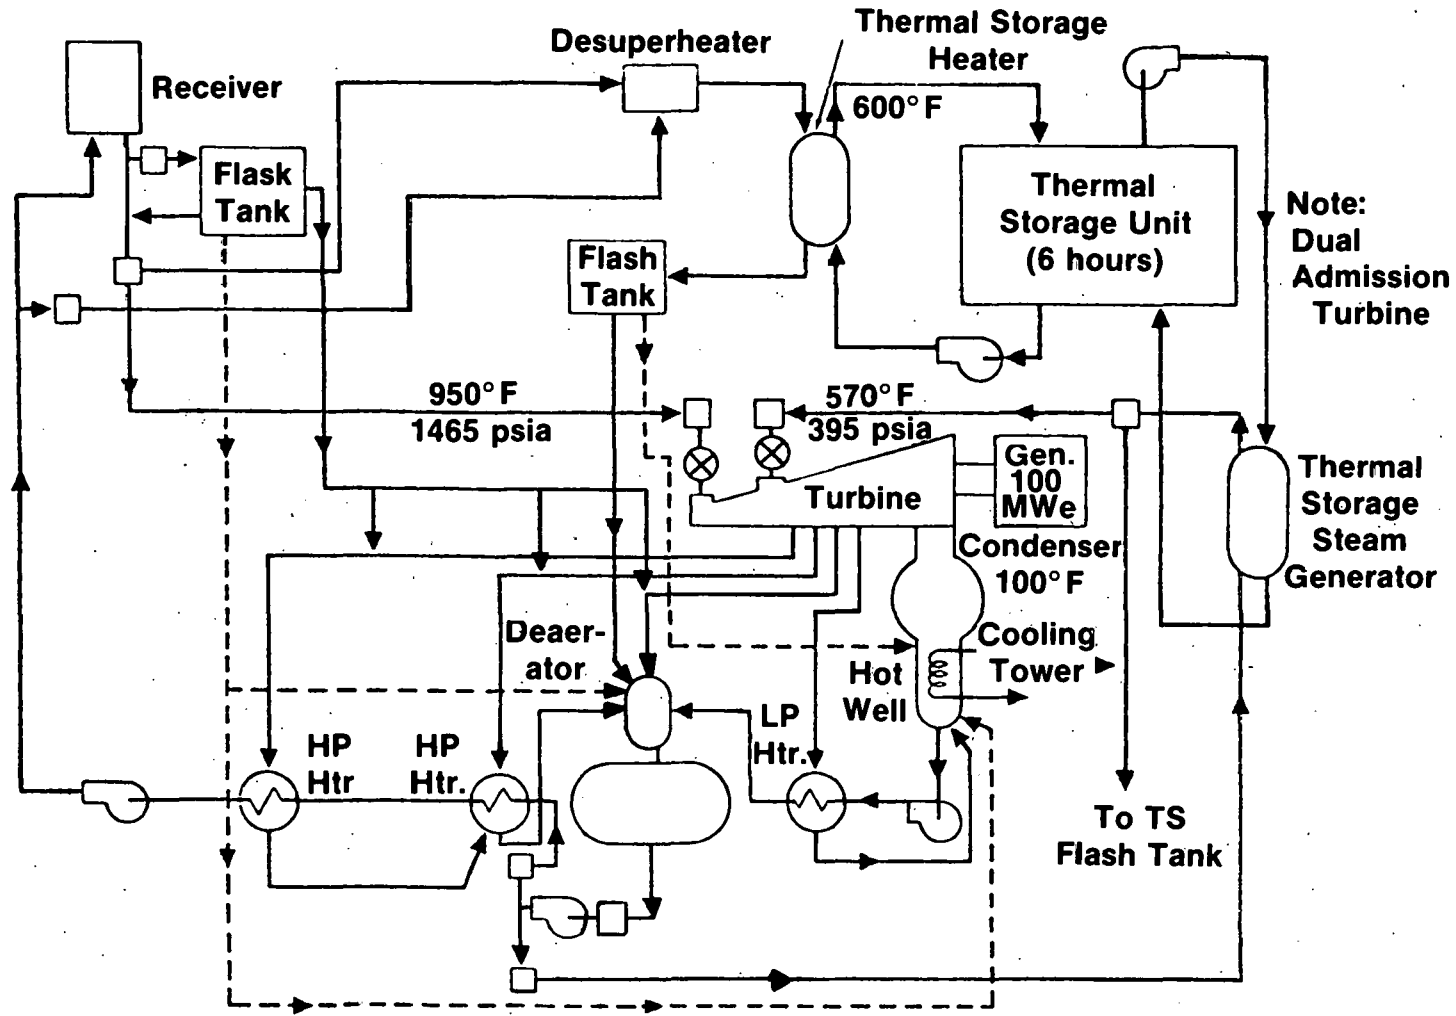 Thermal Storage
Heater
Desuperheater
Receiver
600°F
Flask
Tank
Thermal
Storage Unit
(6 hours)
Note:
Dual
Admission
Turbine
Flash
Tank
950°F
1465 psia
570°F
395 psia
Gen.
100
MWe
Turbine
Thermal
Storage
Steam
Generator
Condenser
100°F
Deaer-
ator
Cooling
Tower
Hot
Well
LP
Htr.
HP
Htr
HP
Htr.
To TS
Flash Tank